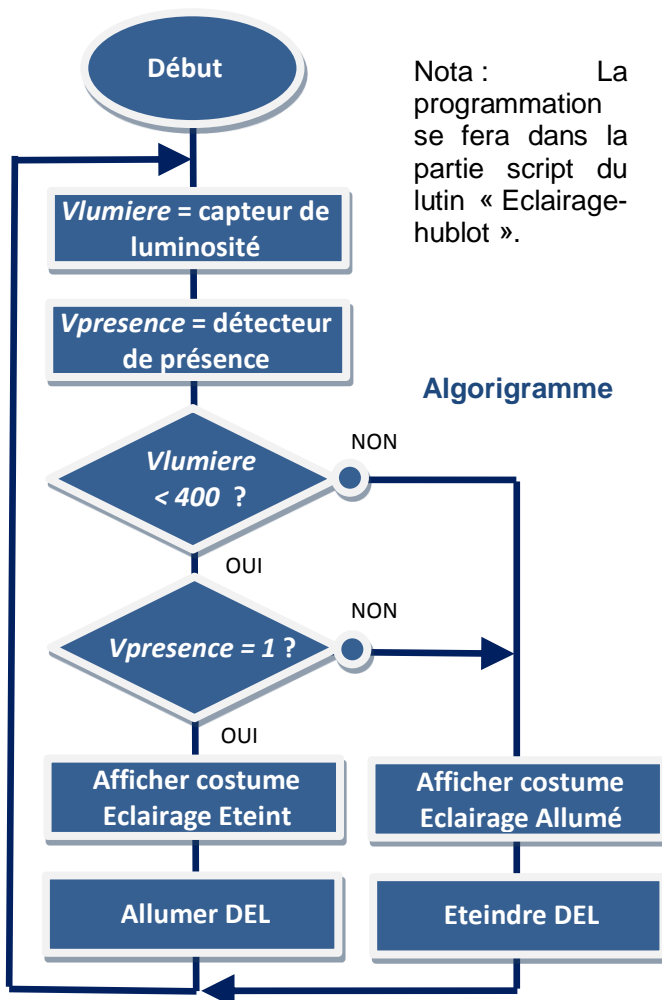 Début
Nota : La
programmation
se fera dans la
partie script du
lutin « Eclairage-
hublot ».
Vlumiere = capteur de
luminosité
Vpresence = détecteur
de présence
Algorigramme
Vlumiere
< 400 ?
NON
OUI
Vpresence = 1 ?
NON
OUI
Afficher costume
Eclairage Eteint
Afficher costume
Eclairage Allumé
Allumer DEL
Eteindre DEL